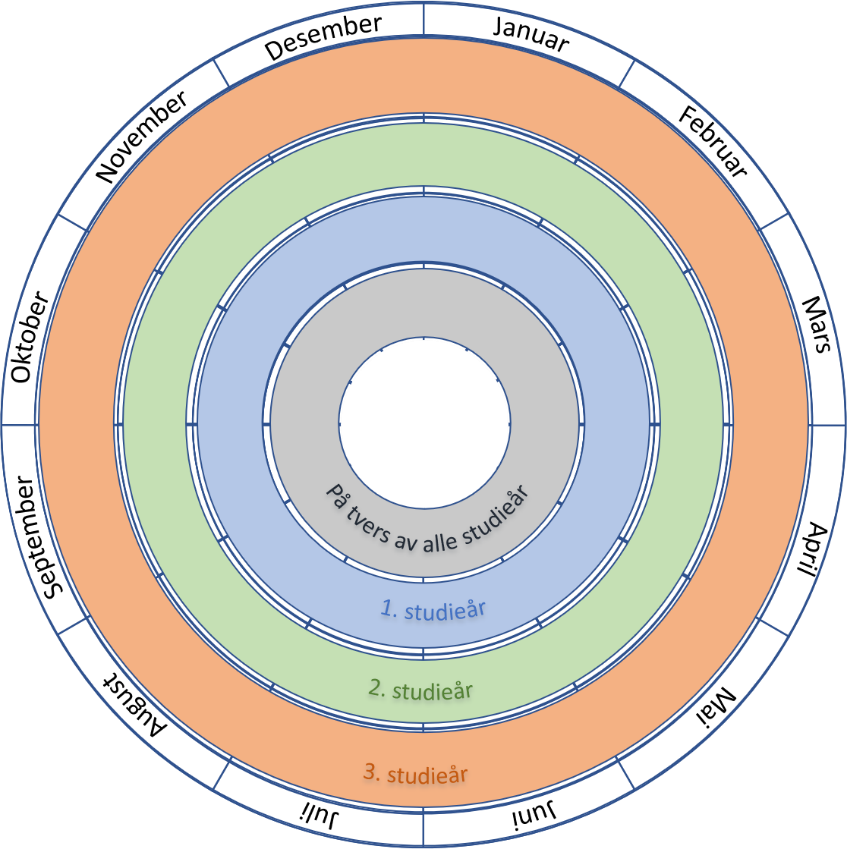 Januar
Februar
Mars
April
Mai
Juni
Juli
August
September
Oktober
November
Desember
På tvers av alle studieår
1. studieår
2. studieår
3. studieår